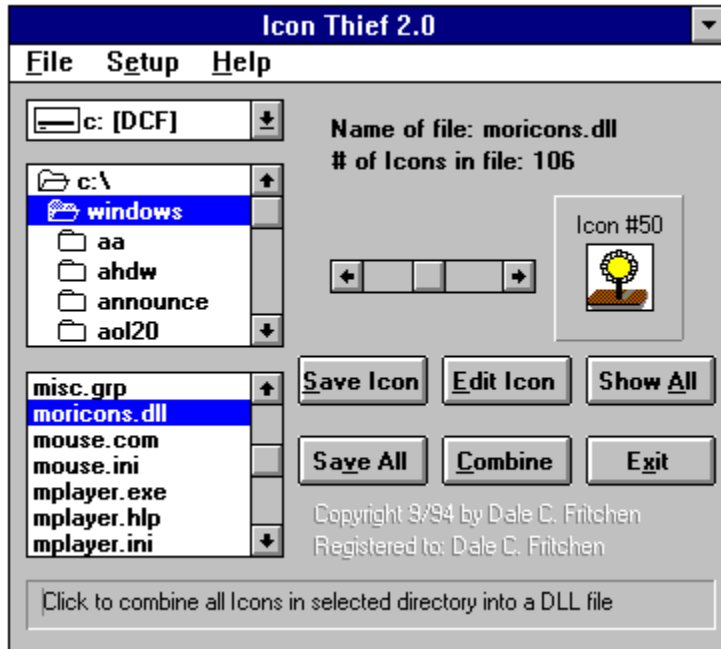 Icon Thief 2.0
File Setup Help
c: [DCF]
Name of file: moricons.dll
# of Icons in file: 106
c:\
windows
aa
ahdw
announce
aol20
Icon #50
misc.grp
moricons.dll
mouse.com
mouse.ini
mplayer.exe
mplayer.hlp
mplayer.ini
Save Icon Edit Icon Show All
Save All Combine Exit
Copyright 9/94 by Dale C. Fritchen
Registered to: Dale C. Fritchen
Click to combine all Icons in selected directory into a DLL file